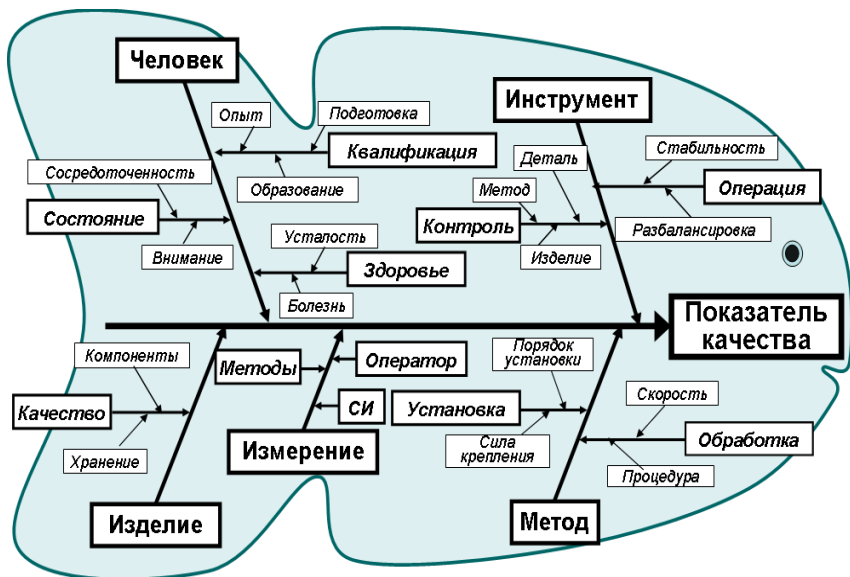 Человек
Инструмент
Опыт
Подготовка
Квалификация
Образование
Сосредоточенность
Состояние
Внимание
Усталость
Здоровье
Болезнь
Деталь
Метод
Контроль
Изделие
Стабильность
Операция
Разбалансировка
Показатель
качества
Компоненты
Качество
Хранение
Изделие
Методы
Оператор
СИ
Измерение
Порядок
установки
Установка
Сила
крепления
Скорость
Обработка
Процедура
Метод